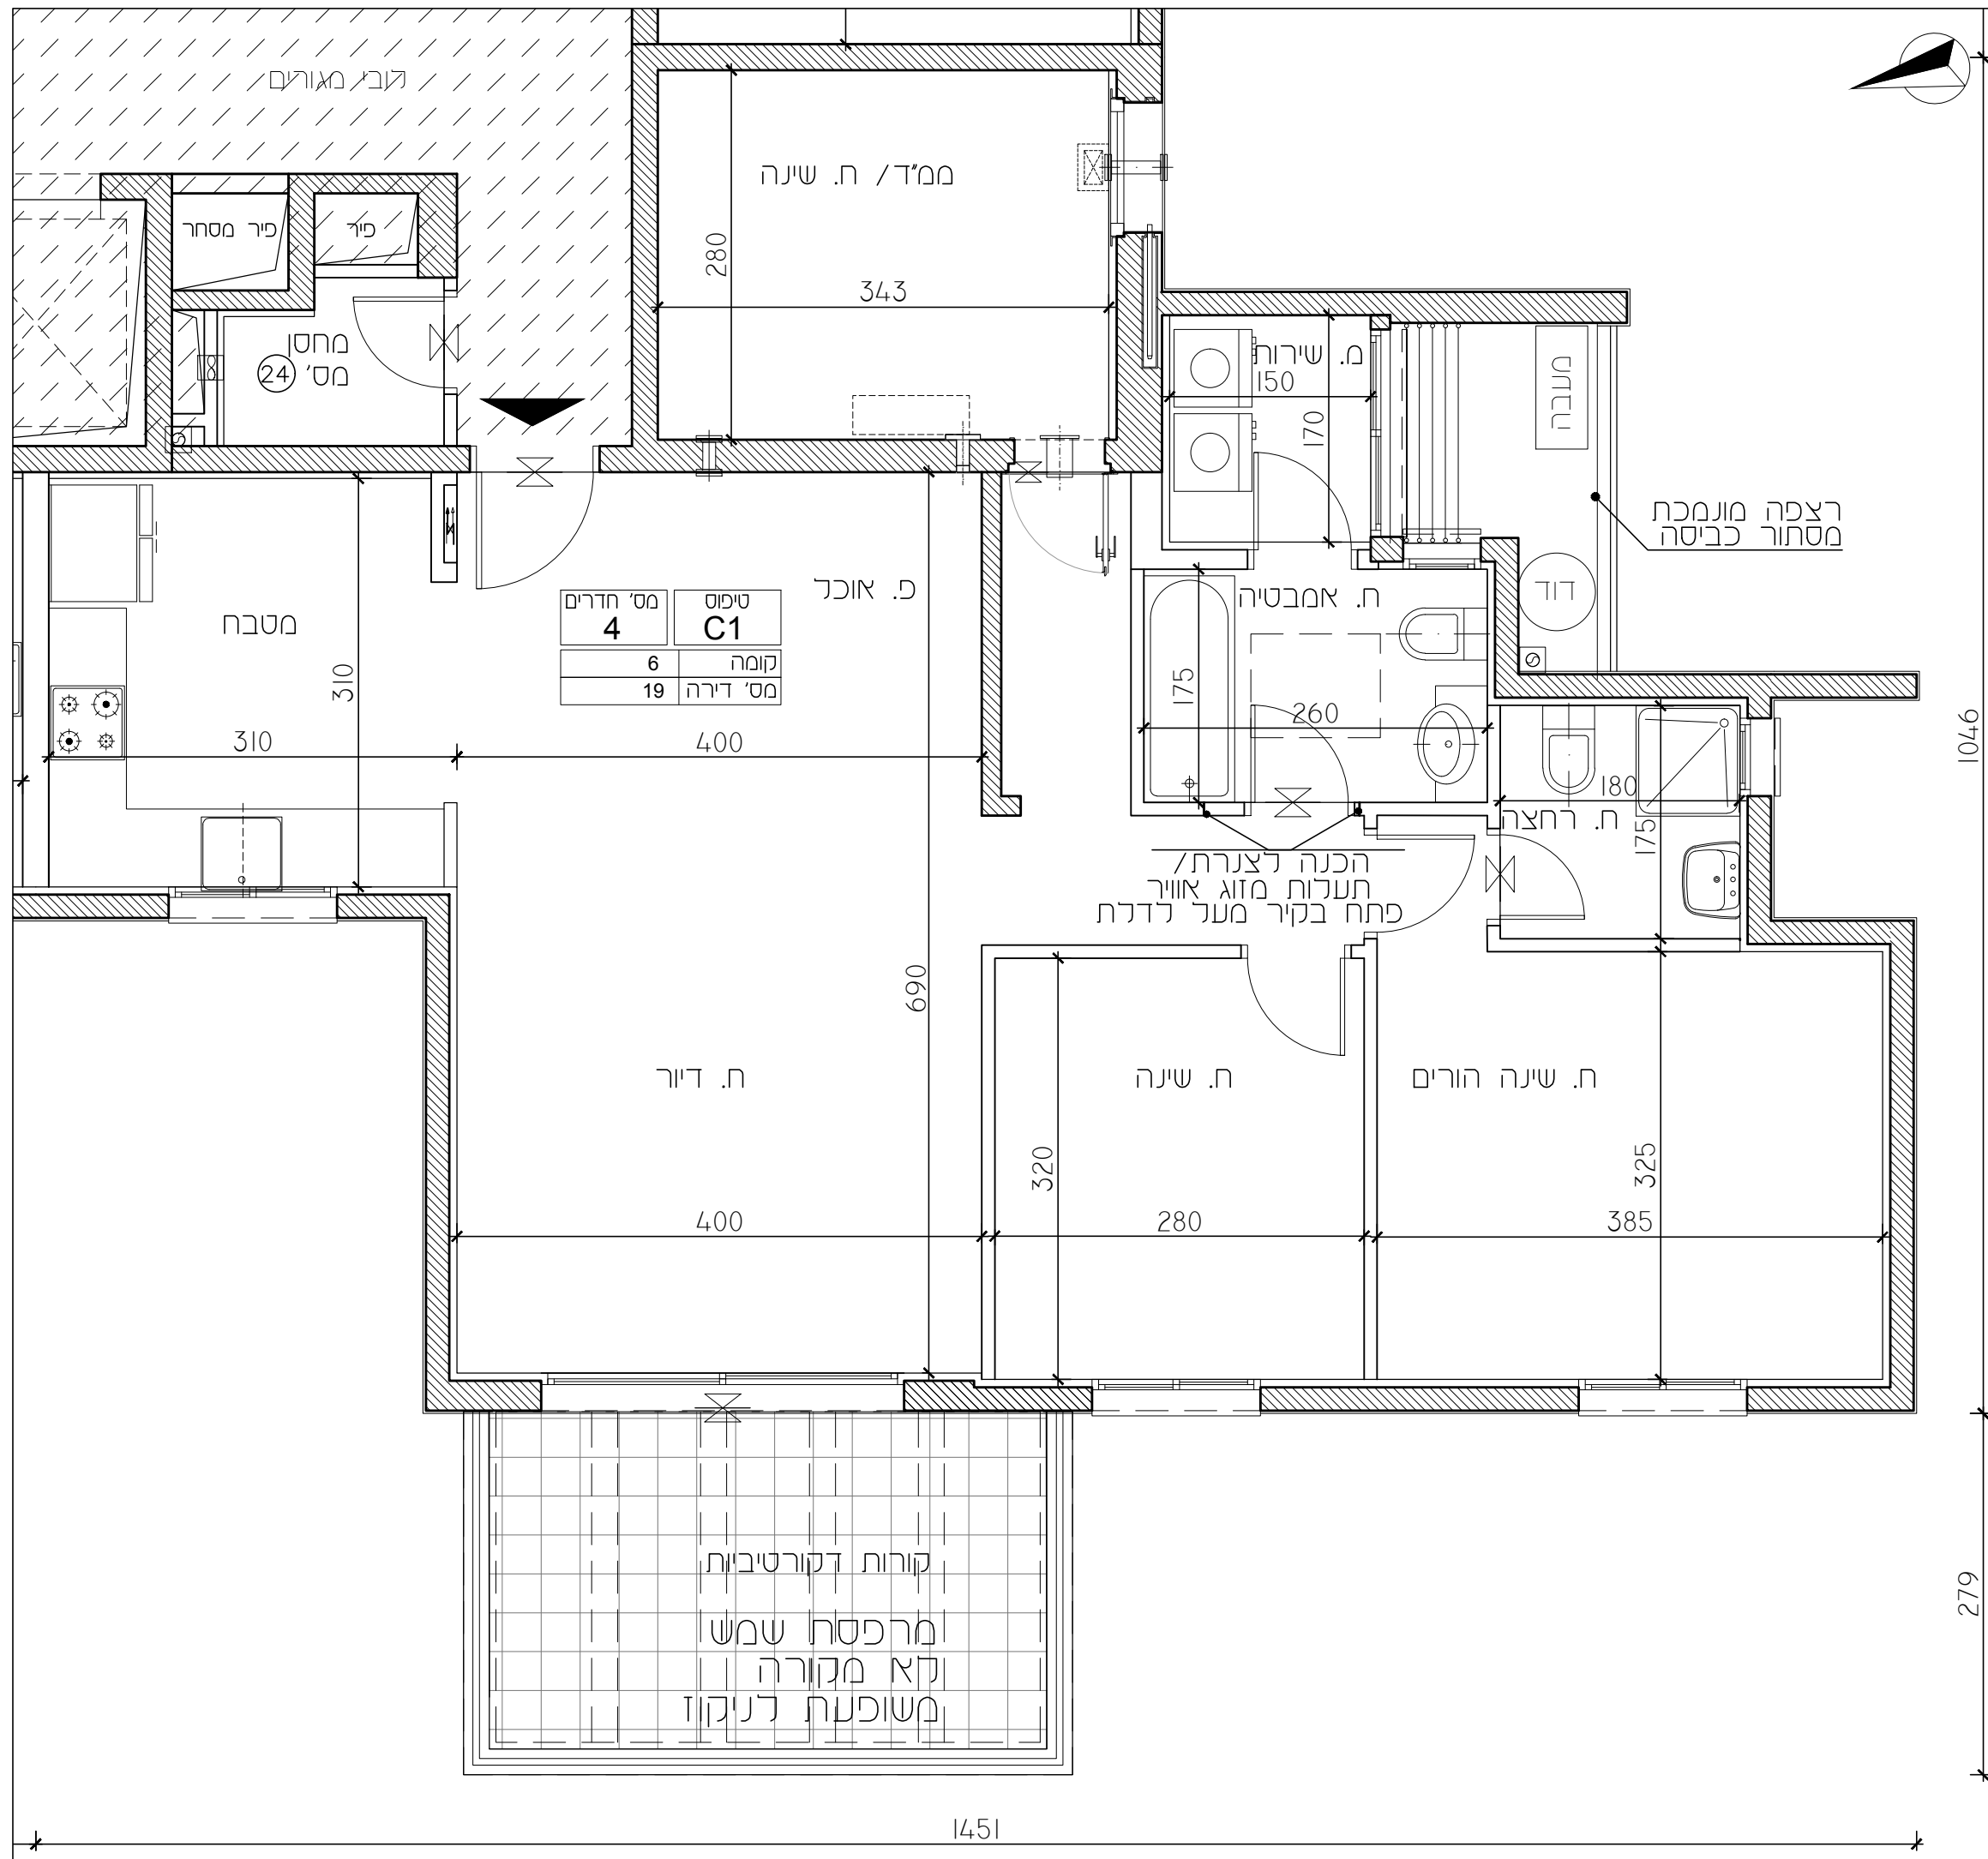 לובי מגורים
ממ"ד/ ח. שינה
280
343
פיר מסחר
פיר
מחסן
מס' 24
מ. שירות
150
170
מעבה
רצפה מונמכת
מסתור כביסה
דוד
מטבח
310
310
פ. אוכל
400
מס' חדרים
4
טיפוס
C1
קומה 6
מס' דירה 19
ח. אמבטיה
175
260
180
ח. רחצה
175
הכנה לצנרת/
תעלות מזוג אוויר
פתח בקיר מעל לדלת
1046
690
ח. דיור
ח. שינה
ח. שינה הורים
320
325
400
280
385
קורות דקורטיביות
מרפסת שמש
לא מקורה
משופעת לניקוז
279
1451
S
S